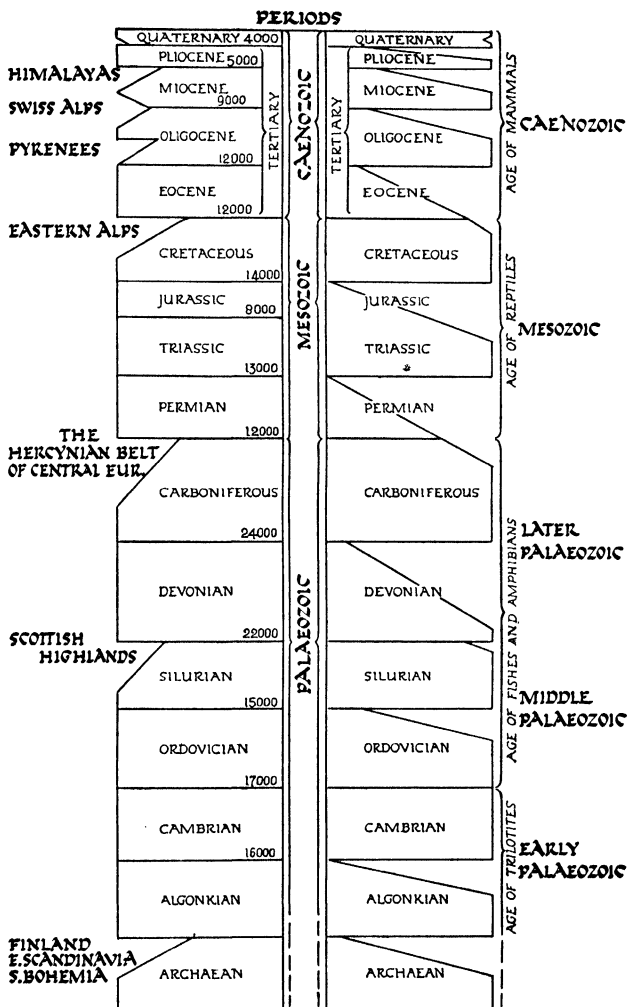 PERIODS
QUATERNARY 4000
PLIOCENE
5000
HIMALAYAS
MIOCENE
9000
SWISS ALPS
OLIGOCENE
12000
PYRENEES
EOCENE
12000
TERTIARY
EASTERN ALPS
CRETACEOUS
14000
JURASSIC
8000
TRIASSIC
13000
PERMIAN
12000
THE
HERCYNIAN BELT
OF CENTRAL EUR.
CARBONIFEROUS
24000
DEVONIAN
22000
SCOTTISH
HIGHLANDS
SILURIAN
15000
ORDOVICIAN
17000
CAMBRIAN
16000
ALGONKIAN
FINLAND
E.SCANDINAVIA
S.BOHEMIA
ARCHAEAN
CAENOZOIC
MESOZOIC
PALAEOZOIC
QUATERNARY
PLIOCENE
MIOCENE
OLIGOCENE
EOCENE
TERTIARY
CRETACEOUS
JURASSIC
TRIASSIC
PERMIAN
CARBONIFEROUS
DEVONIAN
SILURIAN
ORDOVICIAN
CAMBRIAN
ALGONKIAN
ARCHAEAN
AGE OF MAMMALS
CAENOZOIC
AGE OF REPTILES
MESOZOIC
AGE OF FISHES AND AMPHIBIANS
LATER
PALAEOZOIC
MIDDLE
PALAEOZOIC
AGE OF TRILOTITES
EARLY
PALAEOZOIC